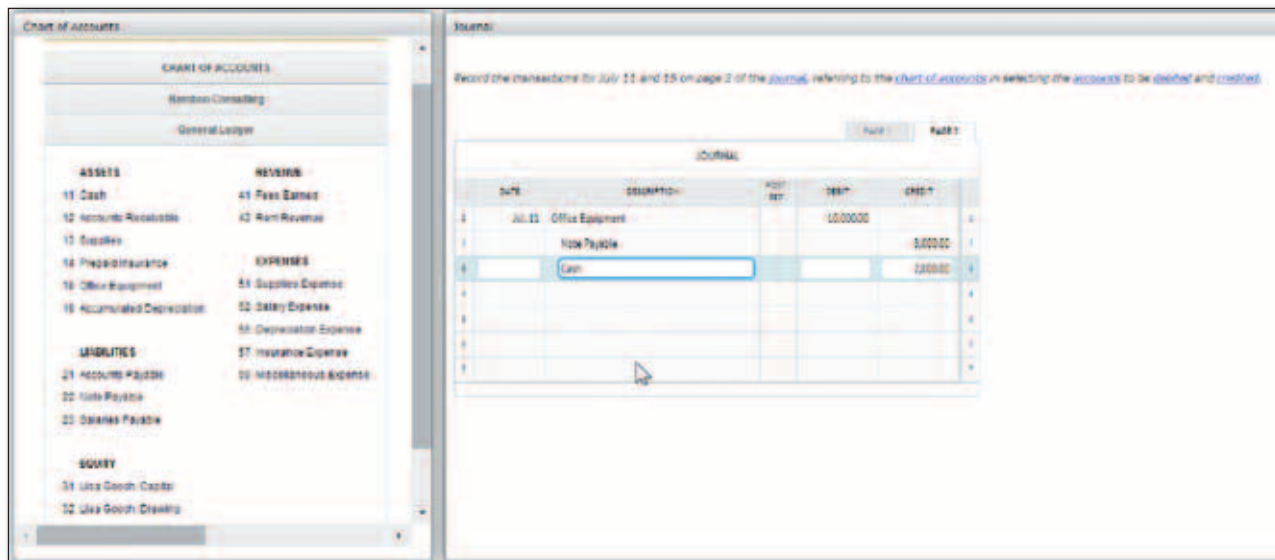 Chart of Accounts
CHART OF ACCOUNTS
Consulting
General Ledger
ASSETS
11 Cash
12 Accounts Receivable
13 Supplies
14 Prepaid Insurance
18 Office Equipment
19 Accumulated Depreciation
LIABILITIES
21 Accounts Payable
22 Note Payable
23 Salaries Payable
EQUITY
31 Lisa Gooch, Capital
32 Lisa Gooch, Drawing
REVENUE
41 Fees Earned
42 Rent Revenue
EXPENSES
51 Supplies Expense
52 Salary Expense
Depreciation Expense
57 Insurance Expense
59 Miscellaneous Expense
Journal
Record the transactions for July 11 and 15 on page 2 of the journal, referring to the chart of accounts in selecting the accounts to be debited and credited.
PAGE 1 PAGE 2
JOURNAL
DATE DESCRIPTION POST REF DEBIT CREDIT
JUL 11 Office Equipment 10,000.00
Note Payable 8,000.00
Cash 2,000.00